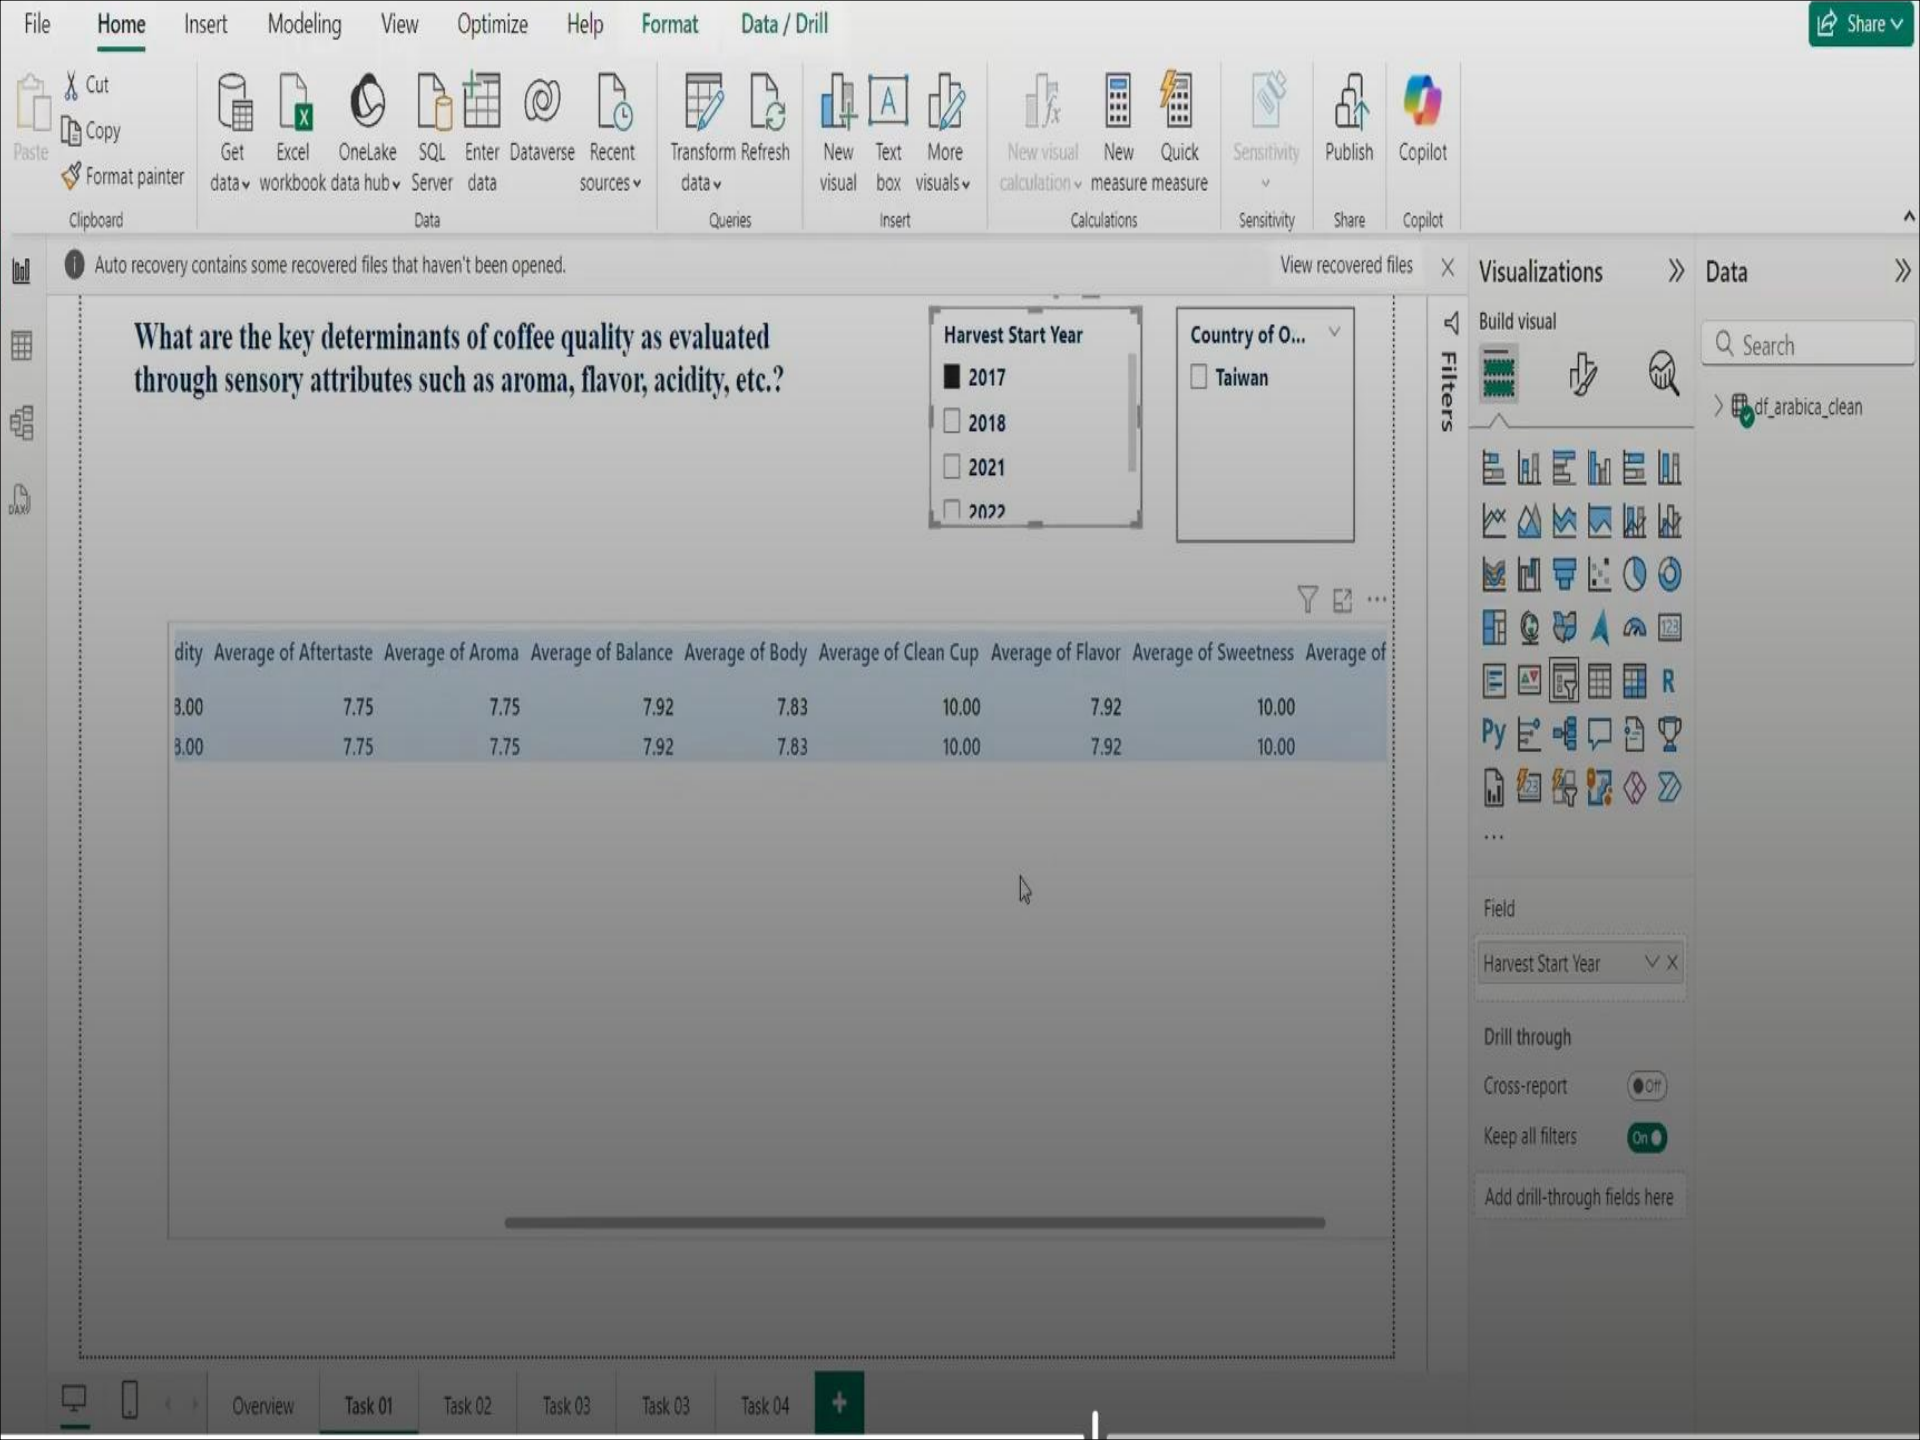 File Home Insert Modeling View Optimize Help Format Data / Drill Share
Paste
Cut
Copy
Format painter
Clipboard
Get data
Excel workbook
OneLake data hub
SQL Server
Enter data
Dataverse
Recent sources
Data
Transform data
Refresh
Queries
New visual
Text box
More visuals
Insert
New visual calculation
New measure
Quick measure
Calculations
Sensitivity
Sensitivity
Publish
Share
Copilot
Copilot
Auto recovery contains some recovered files that haven't been opened. View recovered files
What are the key determinants of coffee quality as evaluated
through sensory attributes such as aroma, flavor, acidity, etc.?
Harvest Start Year
2017
2018
2021
2022
Country of O...
Taiwan
Filters
dity Average of Aftertaste Average of Aroma Average of Balance Average of Body Average of Clean Cup Average of Flavor Average of Sweetness Average of
8.00 7.75 7.75 7.92 7.83 10.00 7.92 10.00
8.00 7.75 7.75 7.92 7.83 10.00 7.92 10.00
Visualizations
Build visual
123
R
Py
123
...
Field
Harvest Start Year
Drill through
Cross-report Off
Keep all filters On
Add drill-through fields here
Data
Search
df_arabica_clean
DAX
Overview Task 01 Task 02 Task 03 Task 03 Task 04 +